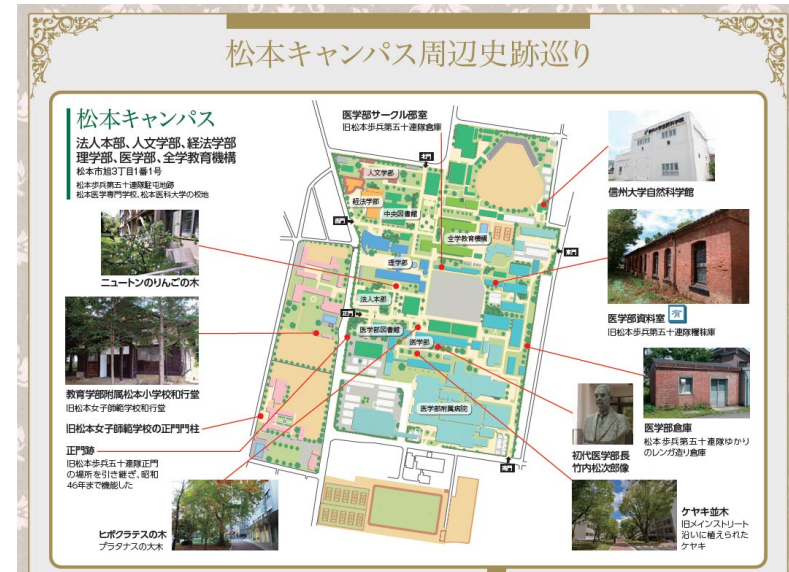 松本キャンパス周辺史跡巡り
松本キャンパス
法人本部、人文学部、経法学部
理学部、医学部、全学教育機構
松本市旭3丁目1番1号
松本歩兵第五十連隊駐屯地跡
松本医学専門学校、松本医科大学の校地
医学部サークル部室
旧松本歩兵第五十連隊倉庫
北門
人文学部
経法学部
中央図書館
全学教育機構
理学部
法人本部
正門
医学部図書館
医学部
医学部附属病院
南門
信州大学自然科学館
ニュートンのりんごの木
医学部資料室
旧松本歩兵第五十連隊糧秣庫
教育学部附属松本小学校和行堂
旧松本女子師範学校和行堂
旧松本女子師範学校の正門門柱
正門跡
旧松本歩兵五十連隊正門
の場所を引き継ぎ、昭和
46年まで機能した
医学部倉庫
松本歩兵第五十連隊ゆかり
のレンガ造り倉庫
初代医学部長
竹内松次郎像
ヒポクラテスの木
プラタナスの大木
ケヤキ並木
旧メインストリート
沿いに植えられた
ケヤキ